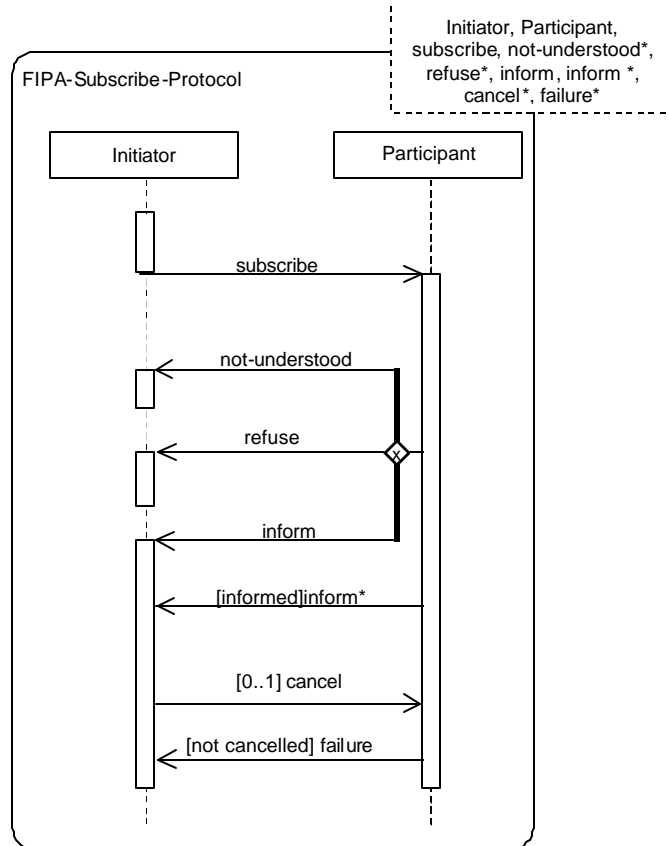 Initiator, Participant,
subscribe, not-understood*,
refuse*, inform, inform *,
cancel*, failure*
FIPA-Subscribe-Protocol
Initiator
Participant
subscribe
not-understood
refuse
x
inform
[informed]inform*
[0..1] cancel
[not cancelled] failure